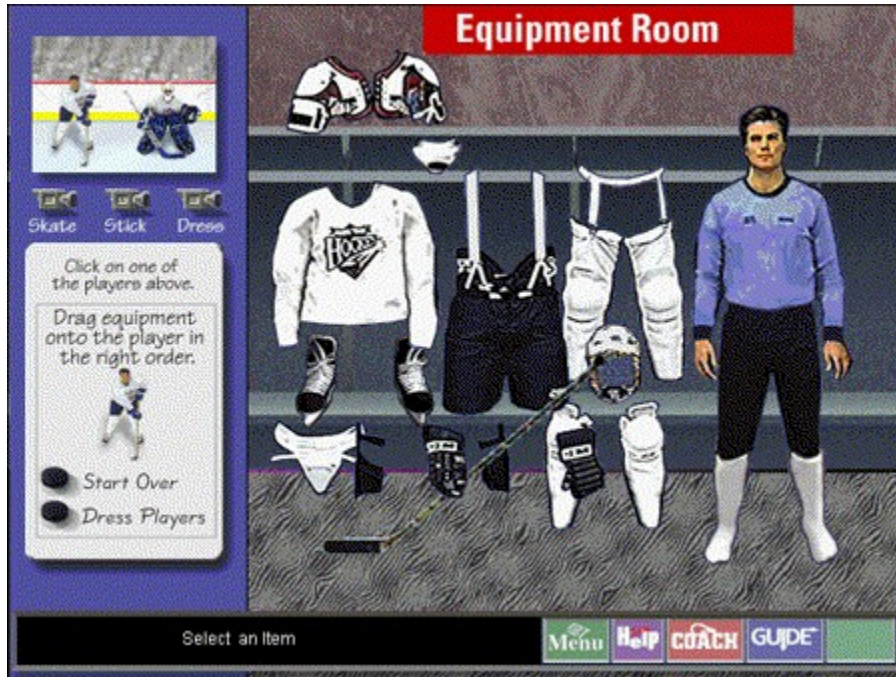 Equipment Room
Skate Stick Dress
Click on one of
the players above.
Drag equipment
onto the player in
the right order.
Start Over
Dress Players
HOCKEY
Select an Item
Menu Help COACH GUIDE